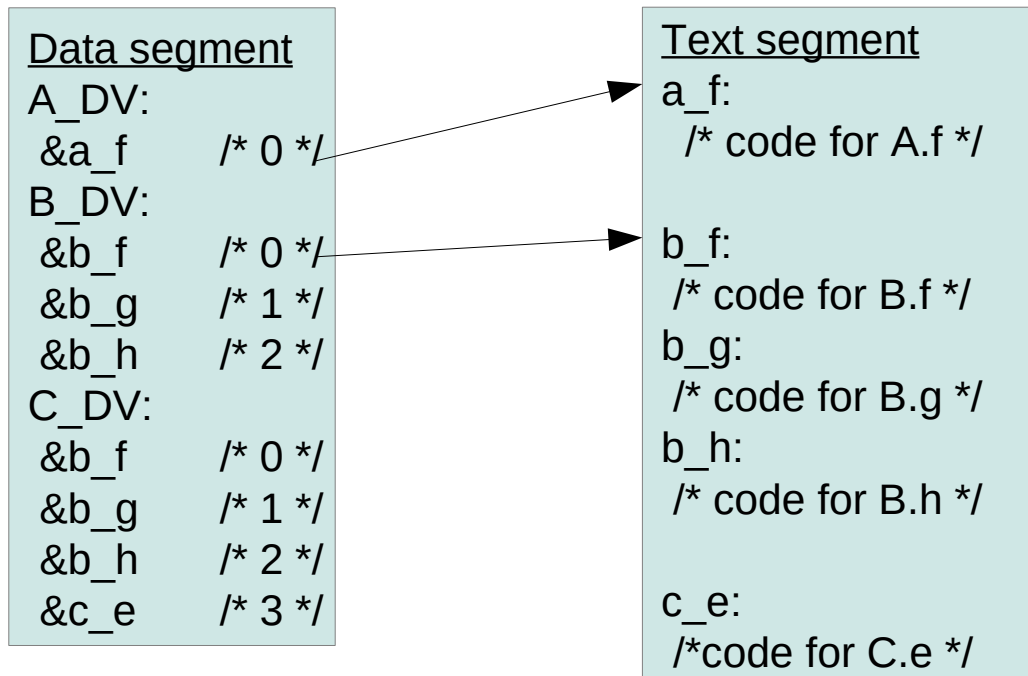 Data segment
A_DV:
&a_f /* 0 */
B_DV:
&b_f /* 0 */
&b_g /* 1 */
&b_h /* 2 */
C_DV:
&b_f /* 0 */
&b_g /* 1 */
&b_h /* 2 */
&c_e /* 3 */
Text segment
a_f:
/* code for A.f */
b_f:
/* code for B.f */
b_g:
/* code for B.g */
b_h:
/* code for B.h */
c_e:
/*code for C.e */